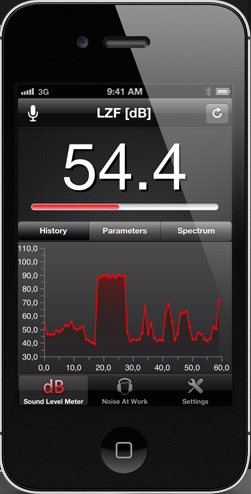 3G 9:41 AM
LZF [dB]
54.4
History Parameters Spectrum
110,0
100,0
90,0
80,0
70,0
60,0
50,0
40,0
30,0
0,0 10,0 20,0 30,0 40,0 50,0 60,0
dB
Sound Level Meter Noise At Work Settings